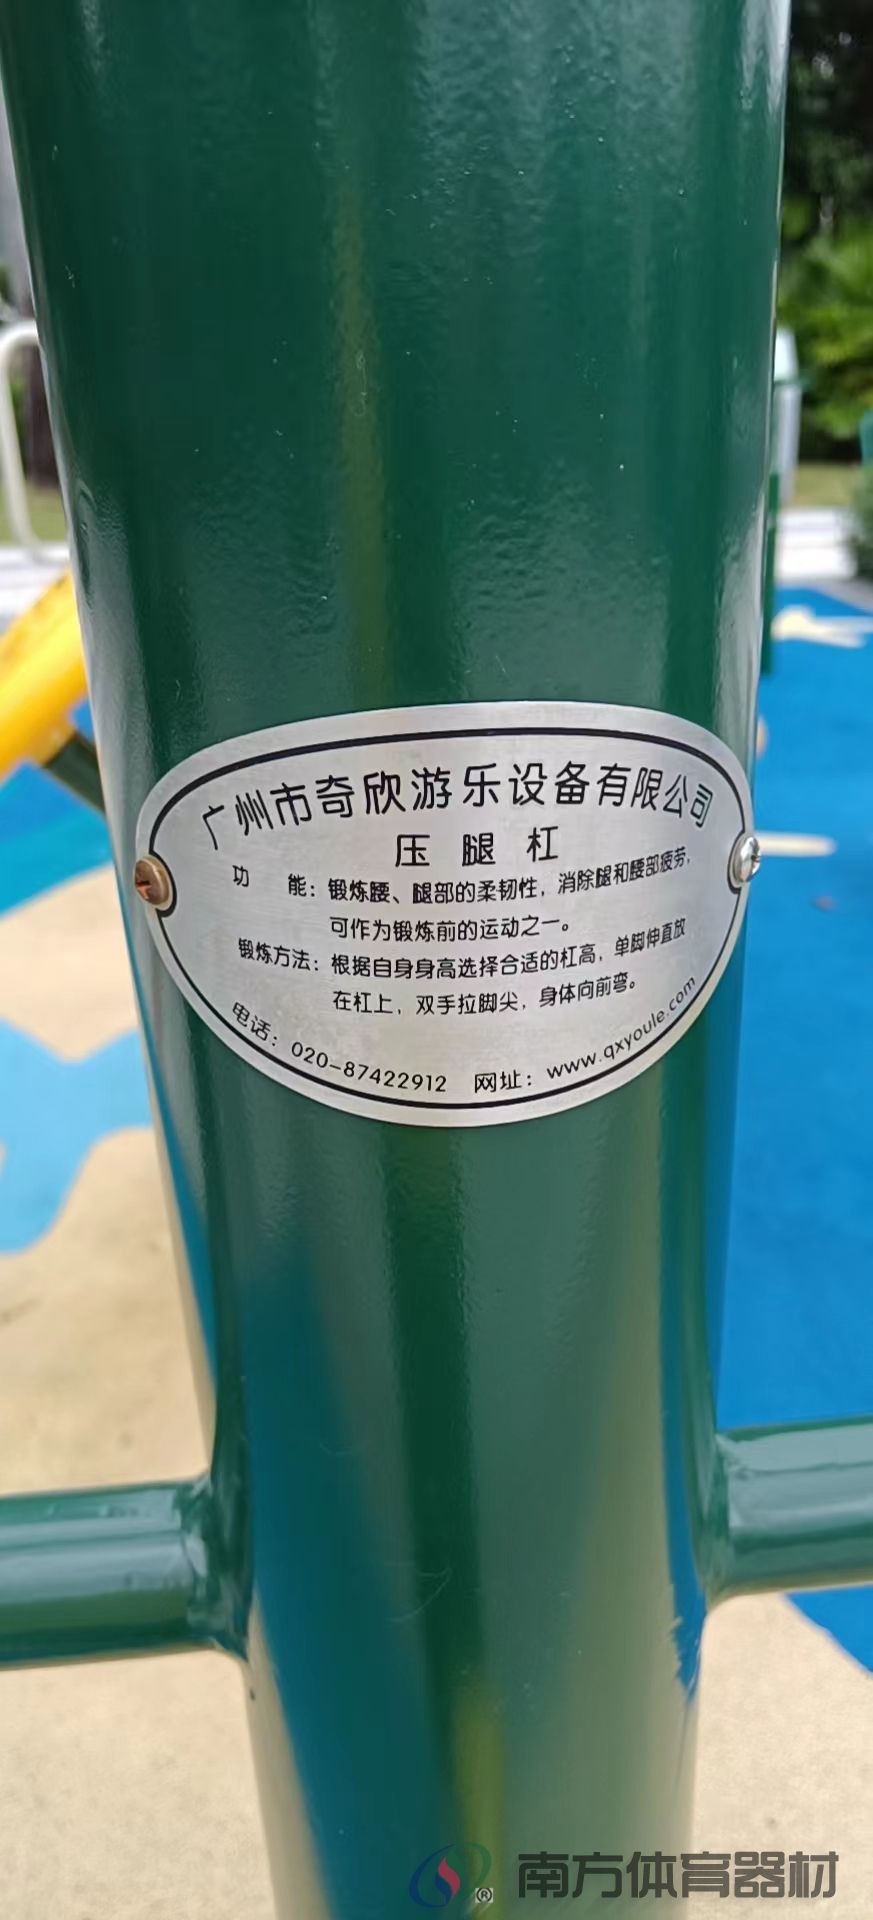 广州市奇欣游乐设备有限公司
压腿杠
功能：锻炼腰、腿部的柔韧性，消除腿和腰部疲劳，
可作为锻炼前的运动之一。
锻炼方法：根据自身身高选择合适的杠高，单脚伸直放
在杠上，双手拉脚尖，身体向前弯。
电话：020-87422912 网址：www.qxyoule.com
® 南方体育器材